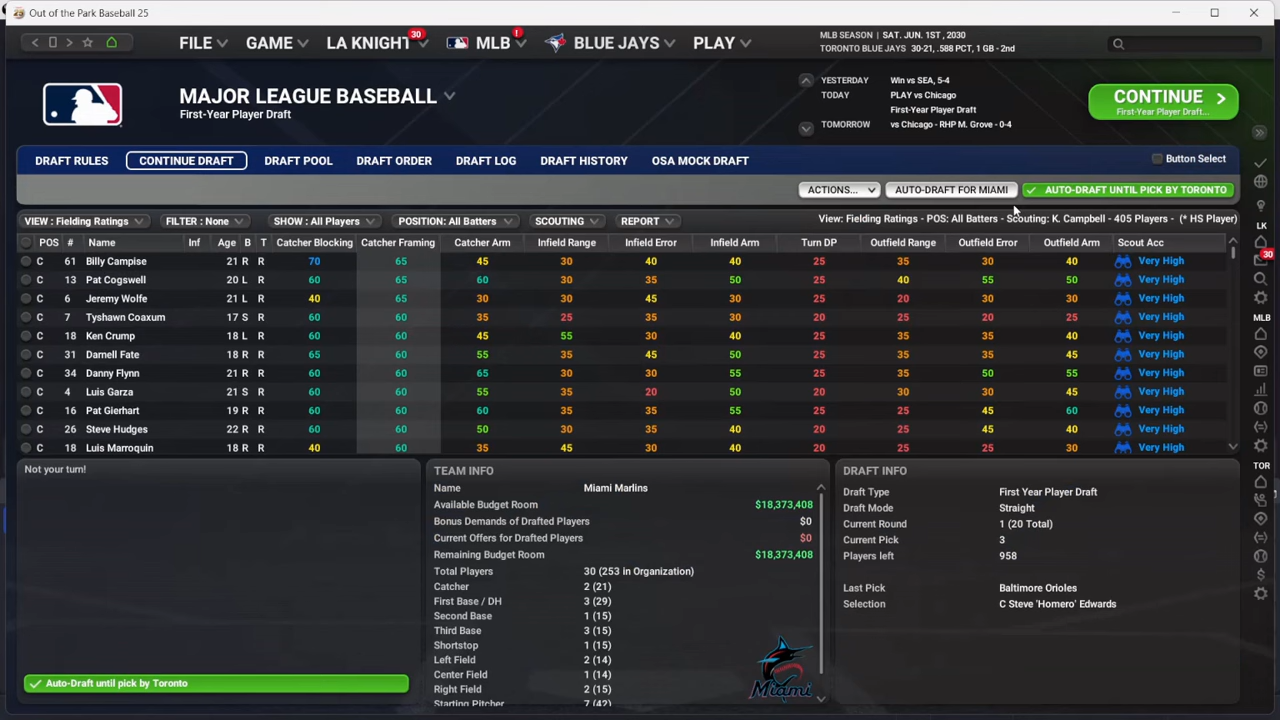 Out of the Park Baseball 25
FILE GAME LA KNIGHT 30 MLB ! BLUE JAYS PLAY
MLB SEASON | SAT. JUN. 1ST, 2030
TORONTO BLUE JAYS 30-21, .588 PCT, 1 GB - 2nd
MAJOR LEAGUE BASEBALL
First-Year Player Draft
YESTERDAY Win vs SEA, 5-4
TODAY PLAY vs Chicago
First-Year Player Draft
TOMORROW vs Chicago - RHP M. Grove - 0-4
CONTINUE
First-Year Player Draft...
DRAFT RULES CONTINUE DRAFT DRAFT POOL DRAFT ORDER DRAFT LOG DRAFT HISTORY OSA MOCK DRAFT Button Select
ACTIONS... AUTO-DRAFT FOR MIAMI AUTO-DRAFT UNTIL PICK BY TORONTO
VIEW : Fielding Ratings FILTER : None SHOW : All Players POSITION: All Batters SCOUTING REPORT View: Fielding Ratings - POS: All Batters - Scouting: K. Campbell - 405 Players - (* HS Player)
POS # Name Inf Age B T Catcher Blocking Catcher Framing Catcher Arm Infield Range Infield Error Infield Arm Turn DP Outfield Range Outfield Error Outfield Arm Scout Acc
C 61 Billy Campise 21 R R 70 65 45 30 40 40 25 35 30 40 Very High
C 13 Pat Cogswell 20 L R 60 65 60 30 35 50 25 40 55 50 Very High
C 6 Jeremy Wolfe 21 L R 40 65 30 30 45 30 25 20 30 30 Very High
C 7 Tyshawn Coaxum 17 S R 60 25 60 35 30 35 25 20 20 25 Very High
C 18 Ken Crump 18 L R 60 60 45 55 30 40 25 35 35 40 Very High
C 31 Darnell Fate 18 R R 65 60 55 35 45 50 20 35 35 45 Very High
C 34 Danny Flynn 21 R R 60 60 65 30 30 55 25 35 50 55 Very High
C 4 Luis Garza 21 S R 60 60 55 35 20 50 25 30 30 45 Very High
C 16 Pat Gierhart 19 R R 60 60 60 35 35 55 20 25 45 60 Very High
C 26 Steve Hudges 22 R R 60 60 50 30 35 40 20 25 45 40 Very High
C 18 Luis Marroquin 18 R R 40 60 35 45 30 40 20 25 25 30 Very High
LK
30
MLB
TOR
Not your turn!
Auto-Draft until pick by Toronto
TEAM INFO
Name Miami Marlins
Available Budget Room $18,373,408
Bonus Demands of Drafted Players $0
Current Offers for Drafted Players $0
Remaining Budget Room $18,373,408
Total Players 30 (253 in Organization)
Catcher 2 (21)
First Base / DH 3 (29)
Second Base 1 (15)
Third Base 3 (15)
Shortstop 1 (15)
Left Field 2 (14)
Center Field 1 (14)
Right Field 2 (15)
Starting Pitcher 7 (42)
Miami
DRAFT INFO
Draft Type First Year Player Draft
Draft Mode Straight
Current Round 1 (20 Total)
Current Pick 3
Players left 958
Last Pick Baltimore Orioles
Selection C Steve 'Homero' Edwards